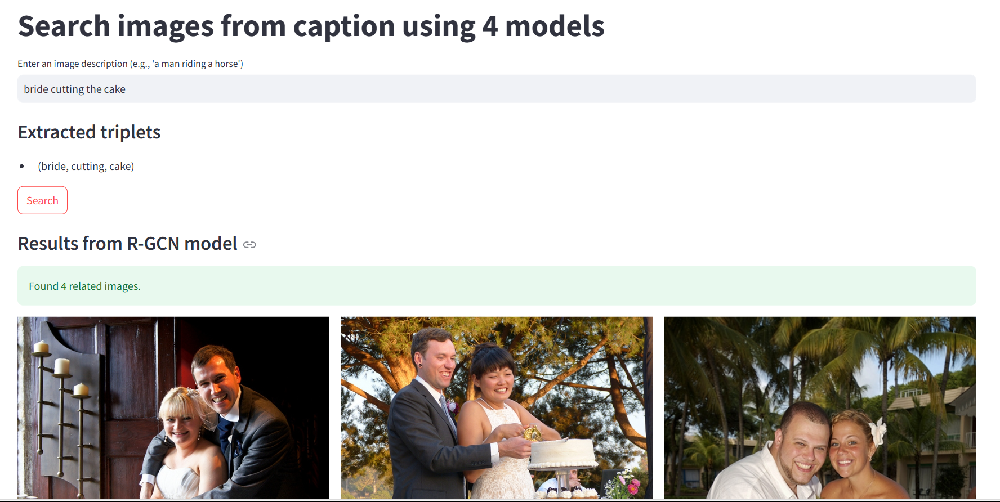 Search images from caption using 4 models
Enter an image description (e.g., 'a man riding a horse')
bride cutting the cake
Extracted triplets
(bride, cutting, cake)
Search
Results from R-GCN model
Found 4 related images.